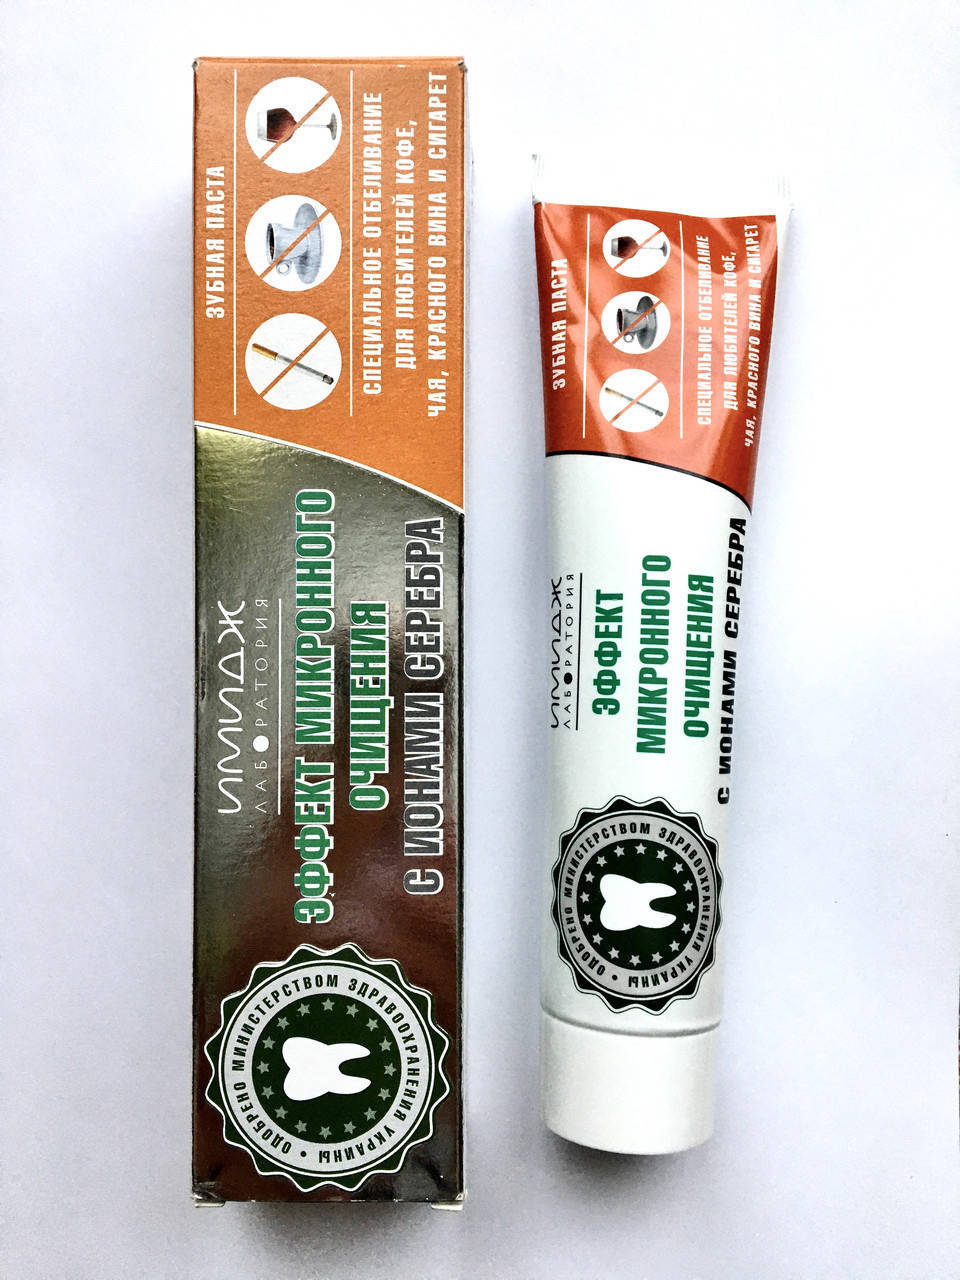 ЗУБНАЯ ПАСТА
СПЕЦИАЛЬНОЕ ОТБЕЛИВАНИЕ
ДЛЯ ЛЮБИТЕЛЕЙ КОФЕ,
ЧАЯ, КРАСНОГО ВИНА И СИГАРЕТ
ИМИДЖ
ЛАБОРАТОРИЯ
ЭФФЕКТ МИКРОННОГО
ОЧИЩЕНИЯ
С ИОНАМИ СЕРЕБРА
ОДОБРЕНО МИНИСТЕРСТВОМ ЗДРАВООХРАНЕНИЯ УКРАИНЫ
ЗУБНАЯ ПАСТА
СПЕЦИАЛЬНОЕ ОТБЕЛИВАНИЕ
ДЛЯ ЛЮБИТЕЛЕЙ КОФЕ,
ЧАЯ, КРАСНОГО ВИНА И СИГАРЕТ
ИМИДЖ
ЛАБОРАТОРИЯ
ЭФФЕКТ
МИКРОННОГО
ОЧИЩЕНИЯ
С ИОНАМИ СЕРЕБРА
ОДОБРЕНО МИНИСТЕРСТВОМ ЗДРАВООХРАНЕНИЯ УКРАИНЫ